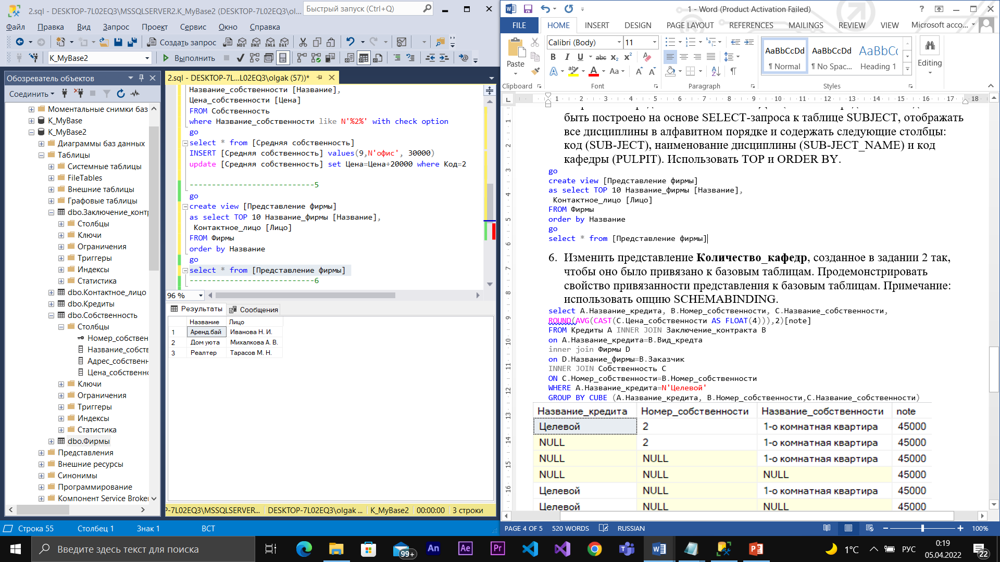 2.sql - DESKTOP-7L02EQ3\MSSQLSERVER2.K_MyBase2 (DESKTOP-7L02EQ3\ol...
Быстрый запуск (Ctrl+Q)
Файл Правка Вид Запрос Проект Сервис Окно Справка
Создать запрос
K_MyBase2
Выполнить
Обозреватель объектов
Соединить
Моментальные снимки баз
K_MyBase
K_MyBase2
Диаграммы баз данных
Таблицы
Системные таблицы
FileTables
Внешние таблицы
Графовые таблицы
dbo.Заключение_конт
Столбцы
Ключи
Ограничения
Триггеры
Индексы
Статистика
dbo.Контактное_лицо
dbo.Кредиты
dbo.Собственность
Столбцы
Номер_собствен
Название_собств
Адрес_собственн
Цена_собственно
Ключи
Ограничения
Триггеры
Индексы
Статистика
dbo.Фирмы
Представления
Внешние ресурсы
Синонимы
Программирование
Компонент Service Broker
2.sql - DESKTOP-7L...L02EQ3\olgak (57))*
Название_собственности [Название],
Цена_собственности [Цена]
FROM Собственность
where Название_собственности like N'%2%' with check option
go
select * from [Средняя собственность]
INSERT [Средняя собственность] values(9,N'офис', 30000)
update [Средняя собственность] set Цена=Цена+20000 where Код=2
----------------------------5
go
create view [Представление фирмы]
as select TOP 10 Название_фирмы [Название],
Контактное_лицо [Лицо]
FROM Фирмы
order by Название
go
select * from [Представление фирмы]
----------------------------6
96 %
Результаты Сообщения
Название Лицо
1 Аренд.бай Иванова Н. И.
2 Дом уюта Михалкова А. В.
3 Реалтер Тарасов М. Н.
P-7L02EQ3\MSSQLSERVER... DESKTOP-7L02EQ3\olgak ... K_MyBase2 00:00:00 3 строки
Строка 55 Столбец 1 Знак 1 ВСТ
1 - Word (Product Activation Failed)
FILE HOME INSERT DESIGN PAGE LAYOUT REFERENCES MAILINGS REVIEW VIEW Microsoft acco...
Paste
Calibri (Body) 11
B I U abc x₂ x²
AaBbCcDd AaBbCcDd AaBbCc
¶ Normal ¶ No Spac... Heading 1
Editing
Clipboard Font Paragraph Styles
1 2 3 4 5 6 7 8 9 10 11 12 13 14 15 16 17 18
быть построено на основе SELECT-запроса к таблице SUBJECT, отображать
все дисциплины в алфавитном порядке и содержать следующие столбцы:
код (SUB-JECT), наименование дисциплины (SUB-JECT_NAME) и код
кафедры (PULPIT). Использовать TOP и ORDER BY.
go
create view [Представление фирмы]
as select TOP 10 Название_фирмы [Название],
Контактное_лицо [Лицо]
FROM Фирмы
order by Название
go
select * from [Представление фирмы]
6. Изменить представление Количество_кафедр, созданное в задании 2 так,
чтобы оно было привязано к базовым таблицам. Продемонстрировать
свойство привязанности представления к базовым таблицам. Примечание:
использовать опцию SCHEMABINDING.
select A.Название_кредита, B.Номер_собственности, C.Название_собственности,
ROUND(AVG(CAST(C.Цена_собственности AS FLOAT(4))),2)[note]
FROM Кредиты A INNER JOIN Заключение_контракта B
on A.Название_кредита=B.Вид_кредта
inner join Фирмы D
on D.Название_фирмы=B.Заказчик
INNER JOIN Собственность C
ON C.Номер_собственности=B.Номер_собственности
WHERE A.Название_кредита=N'Целевой'
GROUP BY CUBE (A.Название_кредита, B.Номер_собственности,C.Название_собственности)
Название_кредита Номер_собственности Название_собственности note
Целевой 2 1-о комнатная квартира 45000
NULL 2 1-о комнатная квартира 45000
NULL NULL 1-о комнатная квартира 45000
NULL NULL NULL 45000
Целевой NULL 1-о комнатная квартира 45000
Целевой NULL NULL 45000
PAGE 4 OF 5 520 WORDS RUSSIAN 100%
Введите здесь текст для поиска
99+
An Ae Pr
1°C РУС
0:19
05.04.2022
22